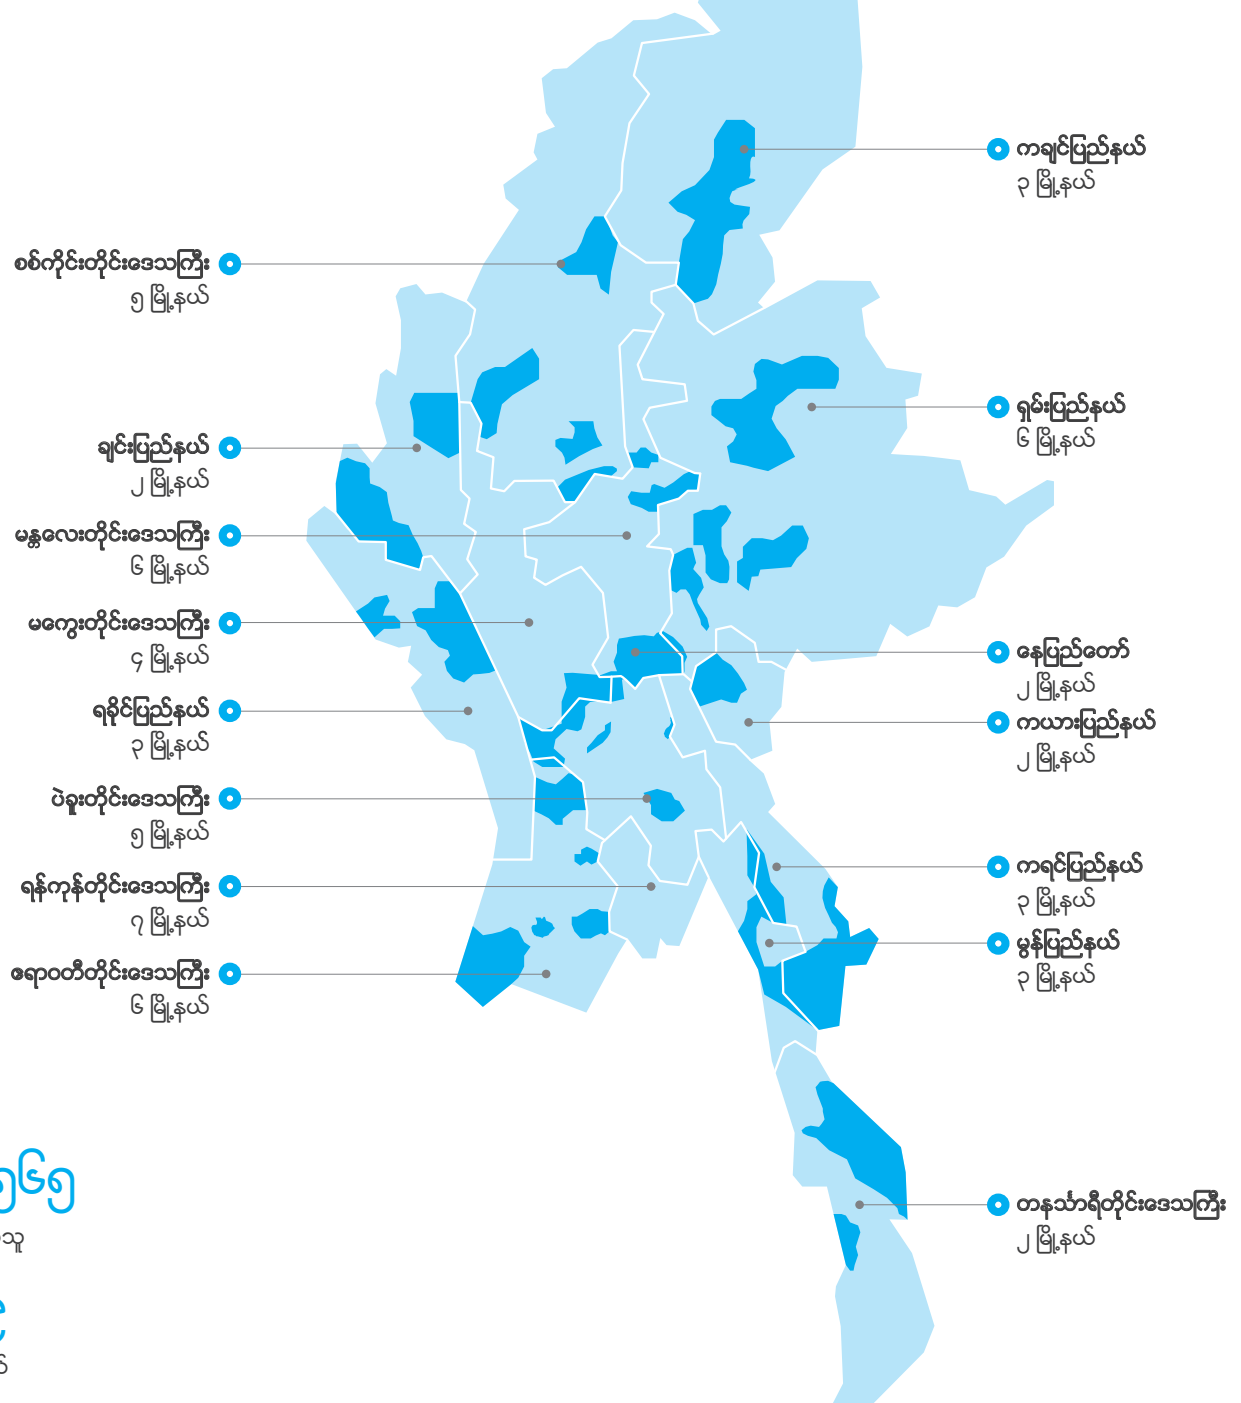 စစ်ကိုင်းတိုင်းဒေသကြီး
၅ မြို့နယ်
ချင်းပြည်နယ်
၂ မြို့နယ်
မန္တလေးတိုင်းဒေသကြီး
၆ မြို့နယ်
မကွေးတိုင်းဒေသကြီး
၄ မြို့နယ်
ရခိုင်ပြည်နယ်
၃ မြို့နယ်
ပဲခူးတိုင်းဒေသကြီး
၅ မြို့နယ်
ရန်ကုန်တိုင်းဒေသကြီး
၇ မြို့နယ်
ဧရာဝတီတိုင်းဒေသကြီး
၆ မြို့နယ်
ကချင်ပြည်နယ်
၃ မြို့နယ်
ရှမ်းပြည်နယ်
၆ မြို့နယ်
နေပြည်တော်
၂ မြို့နယ်
ကယားပြည်နယ်
၂ မြို့နယ်
ကရင်ပြည်နယ်
၃ မြို့နယ်
မွန်ပြည်နယ်
၃ မြို့နယ်
တနင်္သာရီတိုင်းဒေသကြီး
၂ မြို့နယ်
၅၆၅
သူ